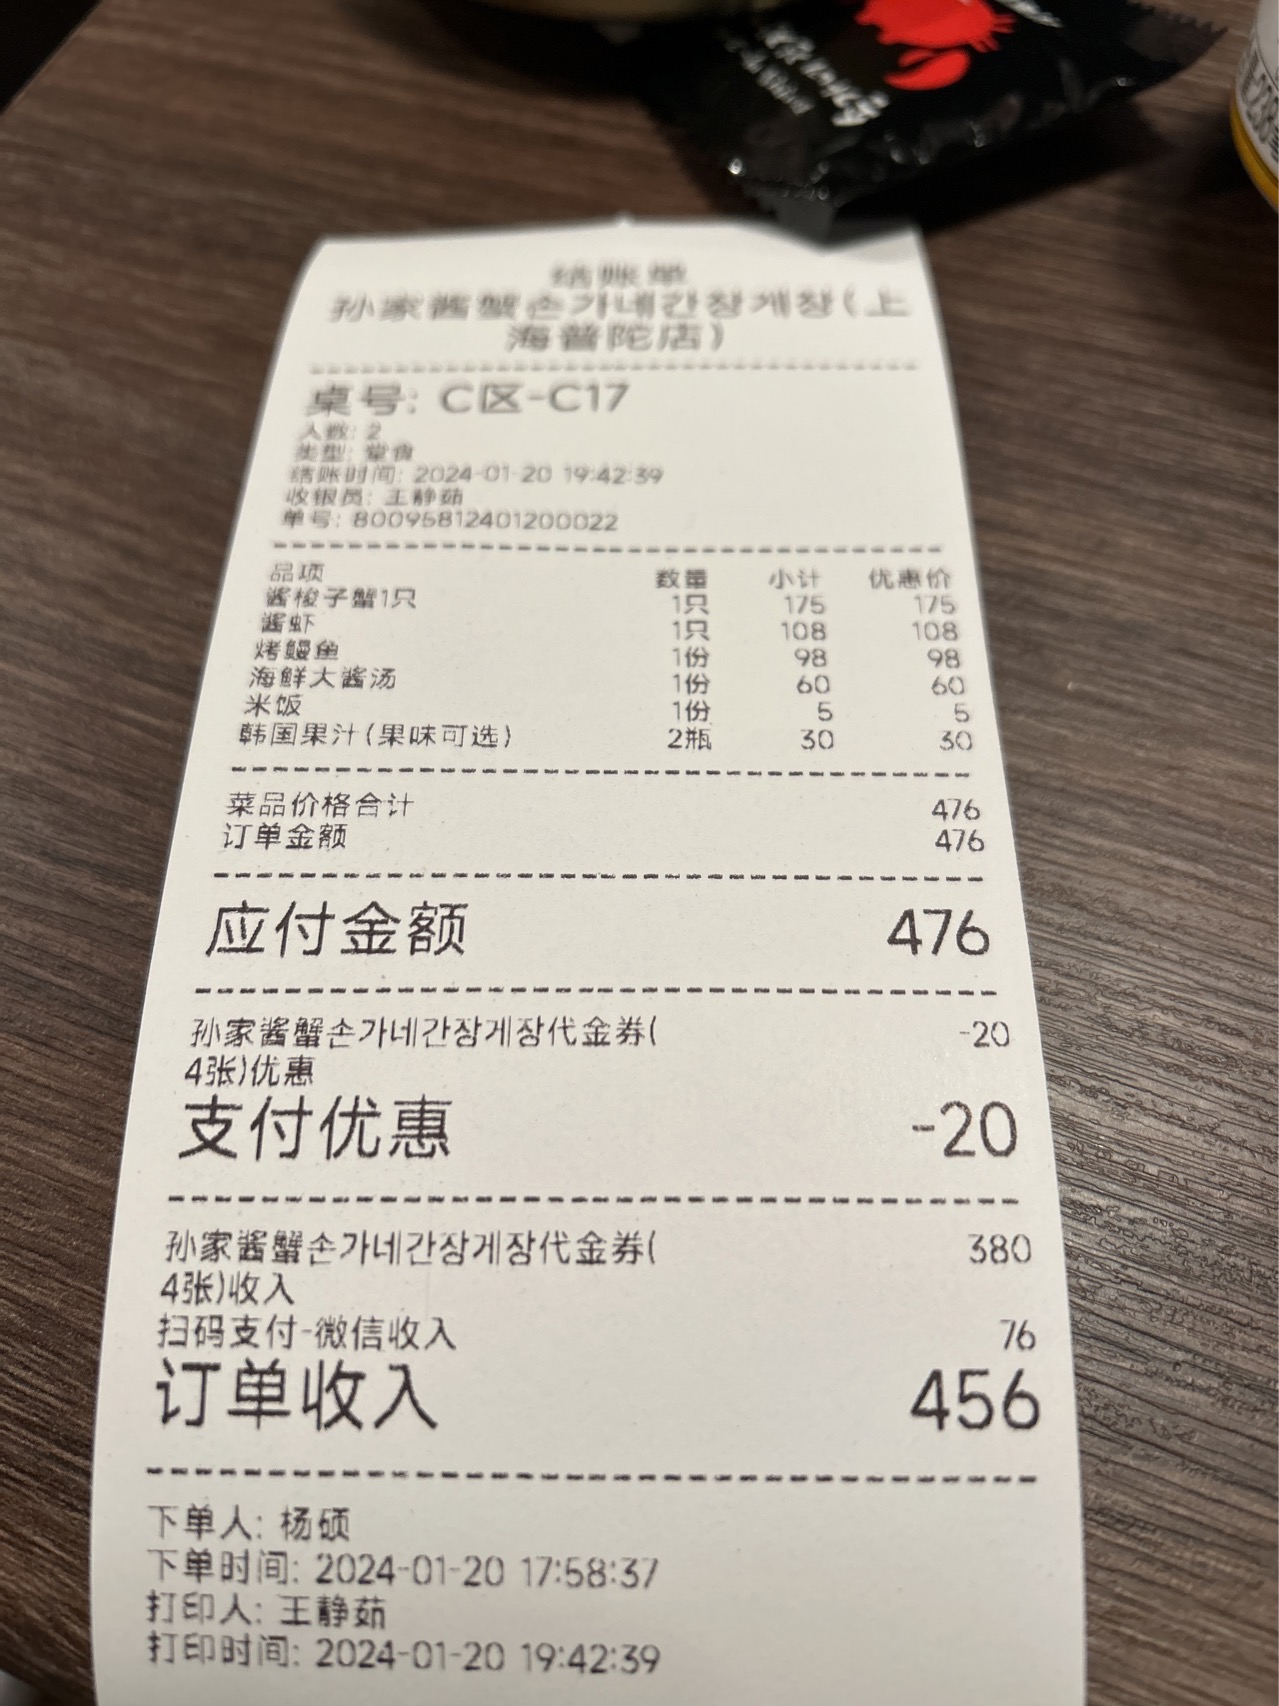 结账单
孙家酱蟹손가네간장게장(上
海普陀店)
桌号: C区-C17
人数: 2
类型: 堂食
结账时间: 2024-01-20 19:42:39
收银员: 王静茹
单号: 80095812401200022
品项 数量 小计 优惠价
酱梭子蟹1只 1只 175 175
酱虾 1只 108 108
烤鳗鱼 1份 98 98
海鲜大酱汤 1份 60 60
米饭 1份 5 5
韩国果汁(果味可选) 2瓶 30 30
菜品价格合计 476
订单金额 476
应付金额 476
孙家酱蟹손가네간장게장代金券( -20
4张)优惠
支付优惠 -20
孙家酱蟹손가네간장게장代金券( 380
4张)收入
扫码支付-微信收入 76
订单收入 456
下单人: 杨硕
下单时间: 2024-01-20 17:58:37
打印人: 王静茹
打印时间: 2024-01-20 19:42:39